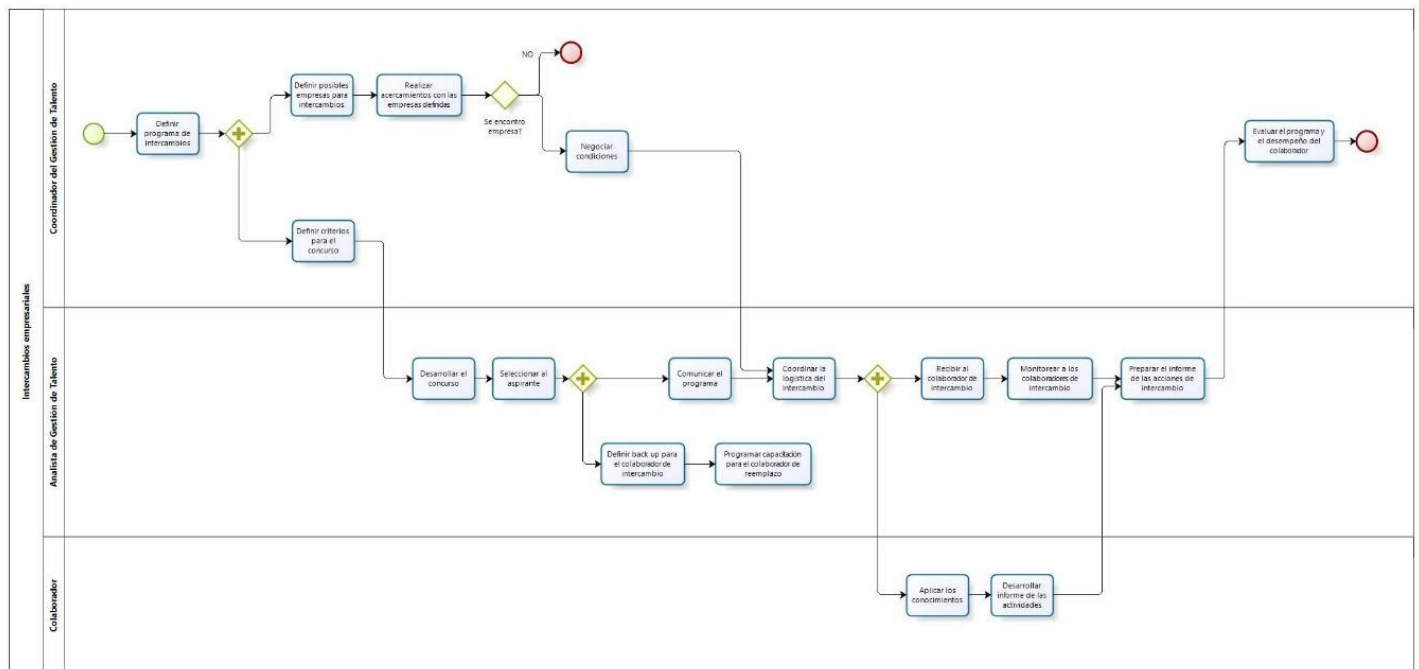 Intercambios empresariales
Coordinador del Gestión de Talento
Definir
programa de
intercambios
Definir posibles
empresas para
intercambios
Realizar
acercamientos con las
empresas definidas
Se encontro
empresa?
NO
Negociar
condiciones
Definir criterios
para el
concurso
Evaluar el programa y
el desempeño del
colaborador
Analista de Gestión de Talento
Desarrollar el
concurso
Seleccionar al
aspirante
Comunicar el
programa
Coordinar la
logística del
intercambio
Recibir al
colaborador de
intercambio
Monitorear a los
colaboradores de
intercambio
Preparar el informe
de las acciones de
intercambio
Definir back up para
el colaborador de
intercambio
Programar capacitación
para el colaborador de
reemplazo
Colaborador
Aplicar los
conocimientos
Desarrollar
informe de las
actividades